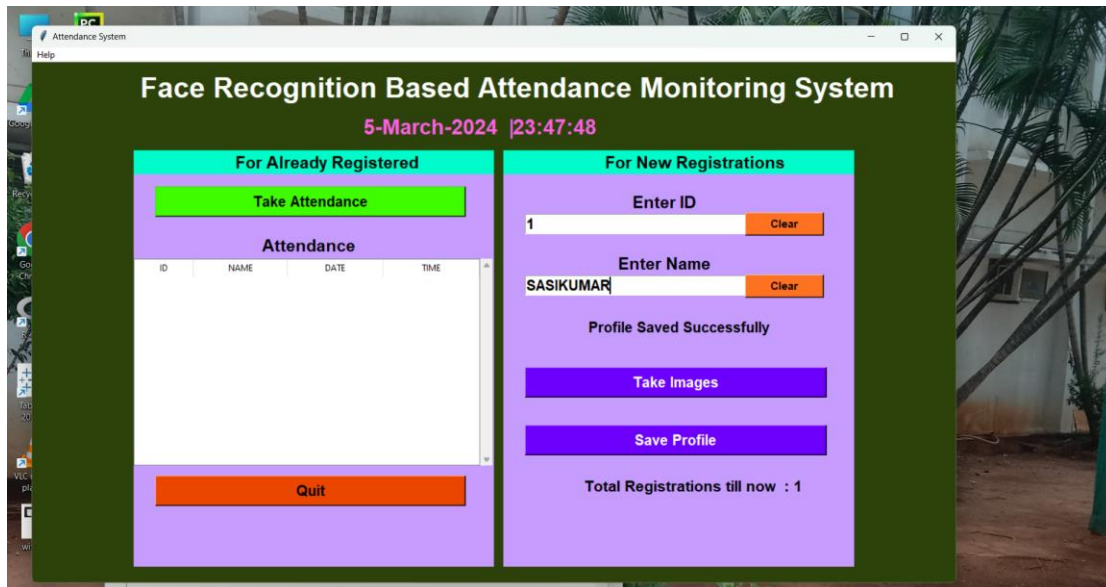 PC
Attendance System
Help
Face Recognition Based Attendance Monitoring System
5-March-2024 |23:47:48
For Already Registered
Take Attendance
Attendance
ID NAME DATE TIME
Quit
For New Registrations
Enter ID
1 Clear
Enter Name
SASIKUMAR Clear
Profile Saved Successfully
Take Images
Save Profile
Total Registrations till now : 1